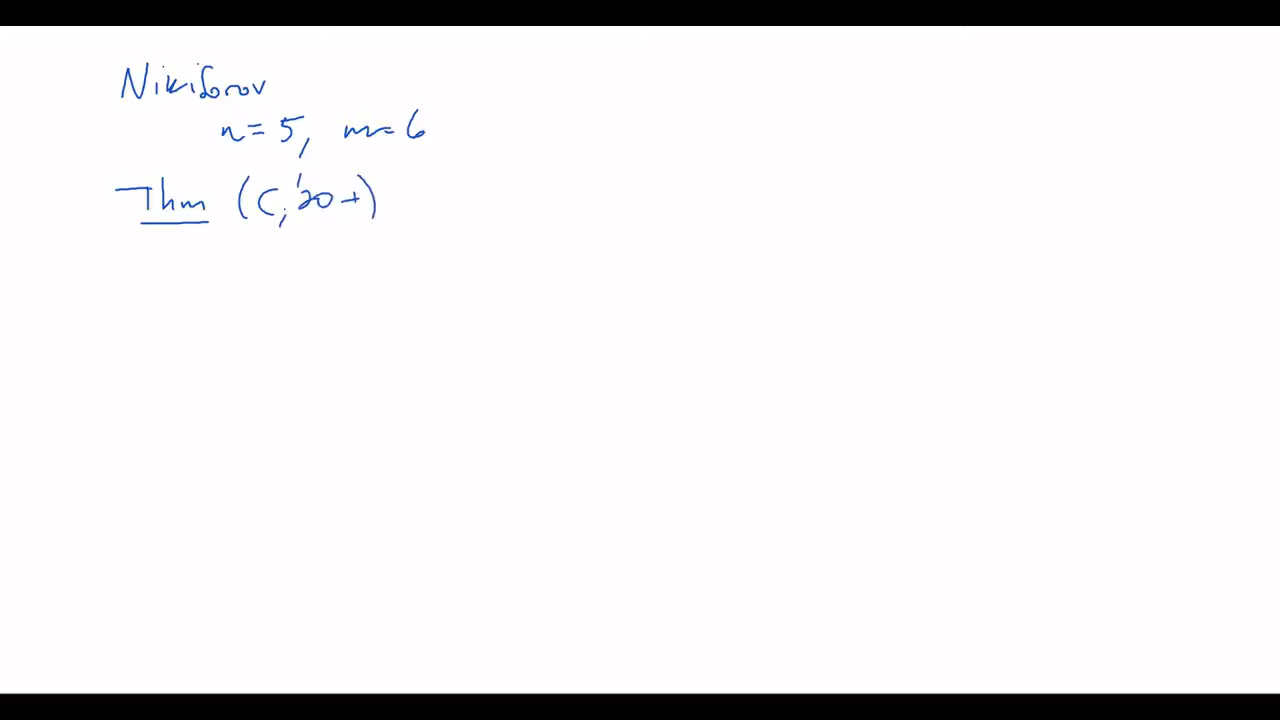 Nikiforov
n = 5, m = 6
Thm (C, '20+)